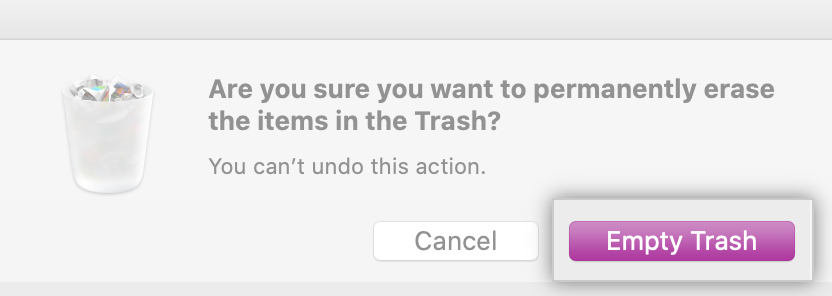 Are you sure you want to permanently erase
the items in the Trash?
You can’t undo this action.
Cancel
Empty Trash